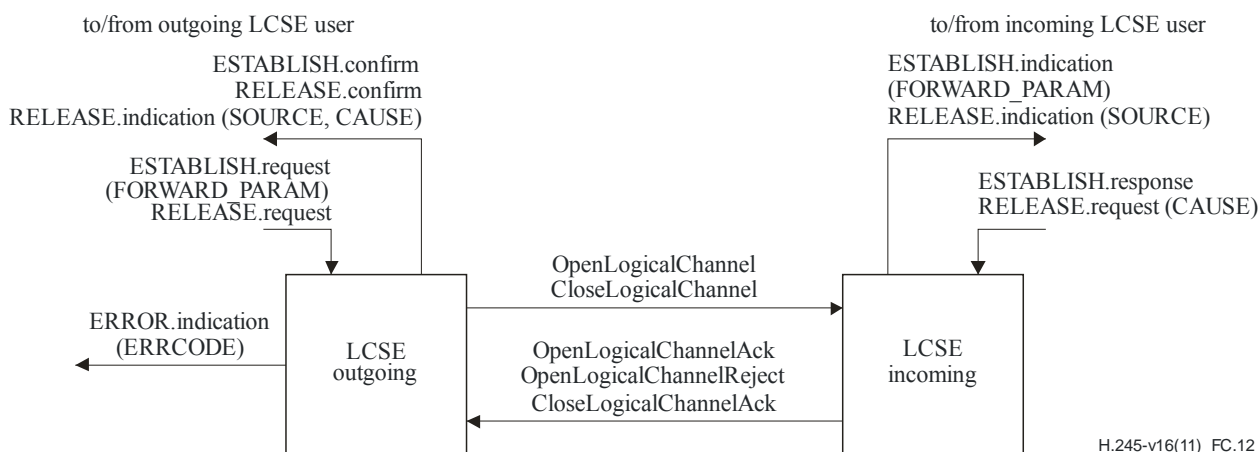 to/from outgoing LCSE user
to/from incoming LCSE user
ESTABLISH.confirm
RELEASE.confirm
RELEASE.indication (SOURCE, CAUSE)
ESTABLISH.indication
(FORWARD_PARAM)
RELEASE.indication (SOURCE)
ESTABLISH.request
(FORWARD_PARAM)
RELEASE.request
ESTABLISH.response
RELEASE.request (CAUSE)
OpenLogicalChannel
CloseLogicalChannel
ERROR.indication
(ERRCODE)
LCSE
outgoing
OpenLogicalChannelAck
OpenLogicalChannelReject
CloseLogicalChannelAck
LCSE
incoming
H.245-v16(11)_FC.12